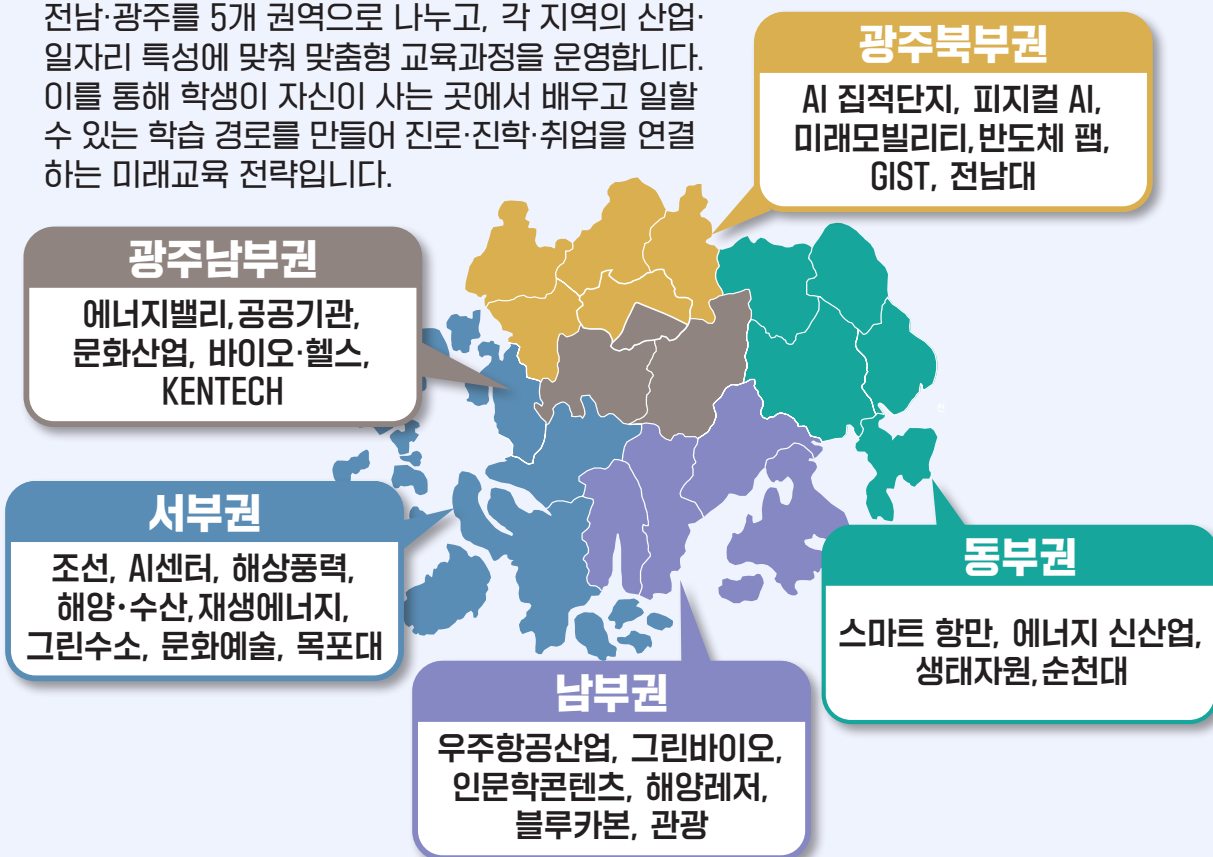 전남·광주를 5개 권역으로 나누고, 각 지역의 산업·
일자리 특성에 맞춰 맞춤형 교육과정을 운영합니다.
이를 통해 학생이 자신이 사는 곳에서 배우고 일할
수 있는 학습 경로를 만들어 진로·진학·취업을 연결
하는 미래교육 전략입니다.
광주북부권
AI 집적단지, 피지컬 AI,
미래모빌리티, 반도체 팹,
GIST, 전남대
광주남부권
에너지밸리, 공공기관,
문화산업, 바이오·헬스,
KENTECH
서부권
조선, AI센터, 해상풍력,
해양·수산, 재생에너지,
그린수소, 문화예술, 목포대
동부권
스마트 항만, 에너지 신산업,
생태자원, 순천대
남부권
우주항공산업, 그린바이오,
인문학콘텐츠, 해양레저,
블루카본, 관광